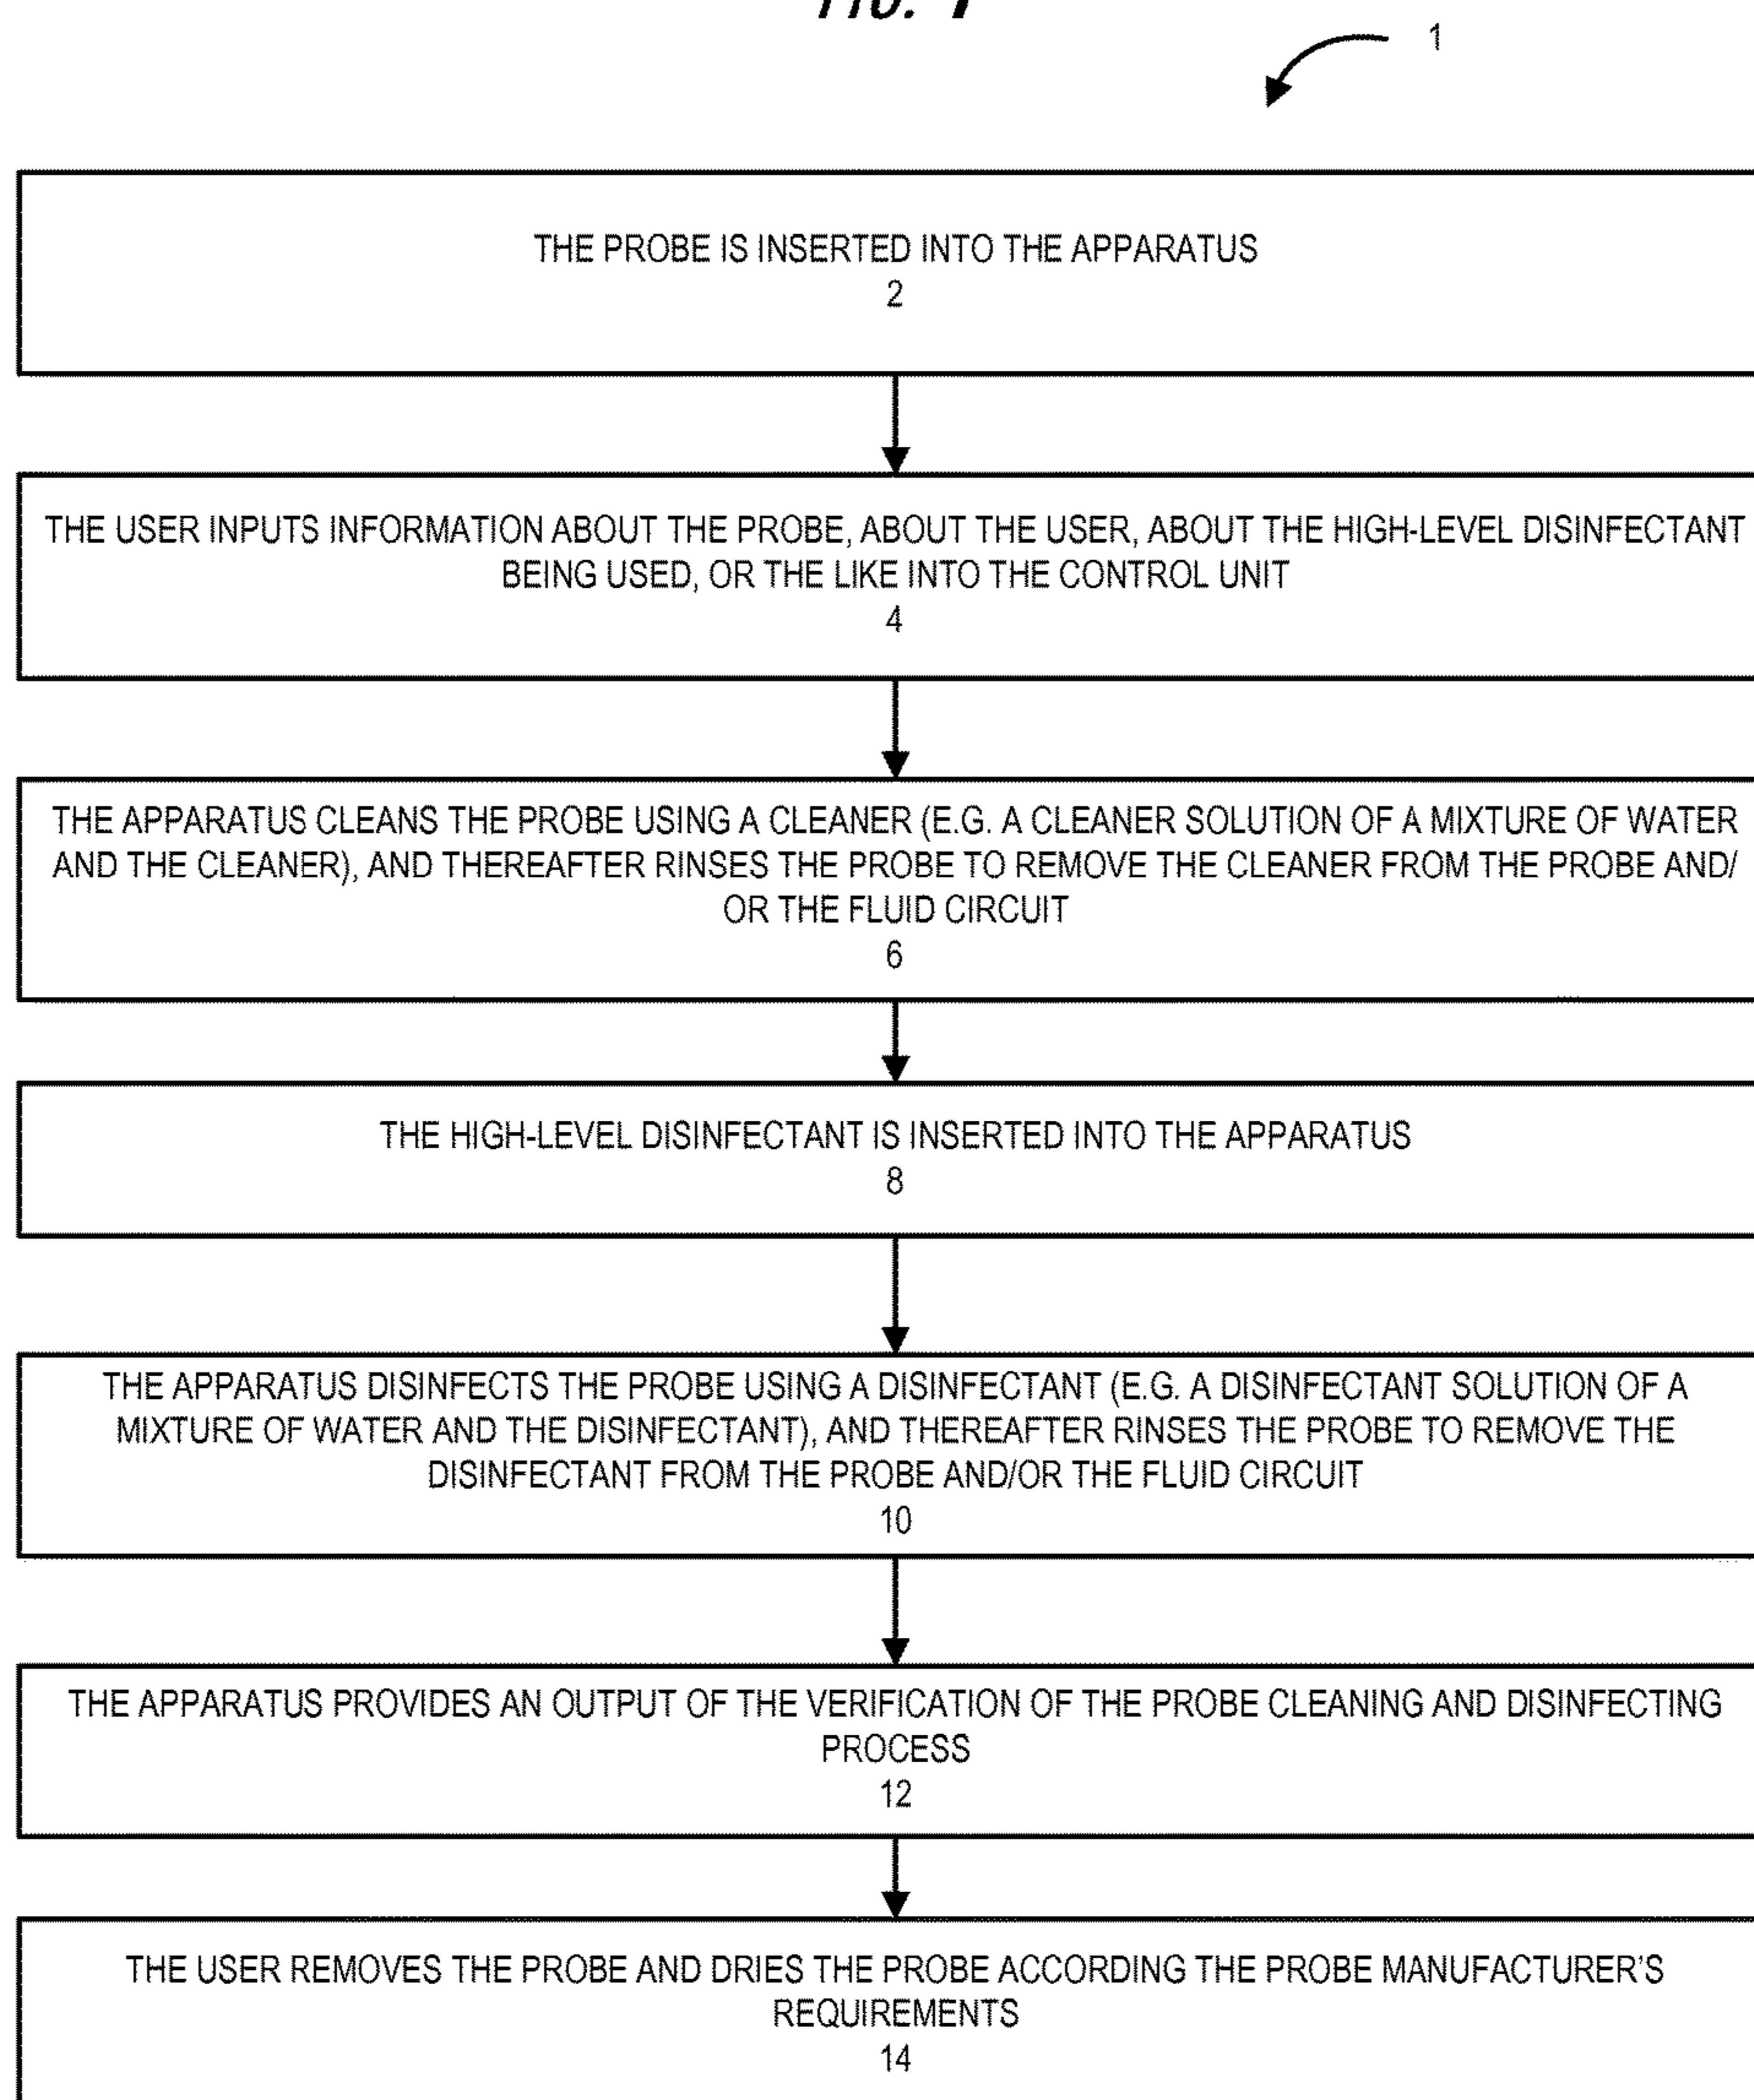 FIG. 1
1
THE PROBE IS INSERTED INTO THE APPARATUS
2
THE USER INPUTS INFORMATION ABOUT THE PROBE, ABOUT THE USER, ABOUT THE HIGH-LEVEL DISINFECTANT
BEING USED, OR THE LIKE INTO THE CONTROL UNIT
4
THE APPARATUS CLEANS THE PROBE USING A CLEANER (E.G. A CLEANER SOLUTION OF A MIXTURE OF WATER
AND THE CLEANER), AND THEREAFTER RINSES THE PROBE TO REMOVE THE CLEANER FROM THE PROBE AND/
OR THE FLUID CIRCUIT
6
THE HIGH-LEVEL DISINFECTANT IS INSERTED INTO THE APPARATUS
8
THE APPARATUS DISINFECTS THE PROBE USING A DISINFECTANT (E.G. A DISINFECTANT SOLUTION OF A
MIXTURE OF WATER AND THE DISINFECTANT), AND THEREAFTER RINSES THE PROBE TO REMOVE THE
DISINFECTANT FROM THE PROBE AND/OR THE FLUID CIRCUIT
10
THE APPARATUS PROVIDES AN OUTPUT OF THE VERIFICATION OF THE PROBE CLEANING AND DISINFECTING
PROCESS
12
THE USER REMOVES THE PROBE AND DRIES THE PROBE ACCORDING THE PROBE MANUFACTURER'S
REQUIREMENTS
14